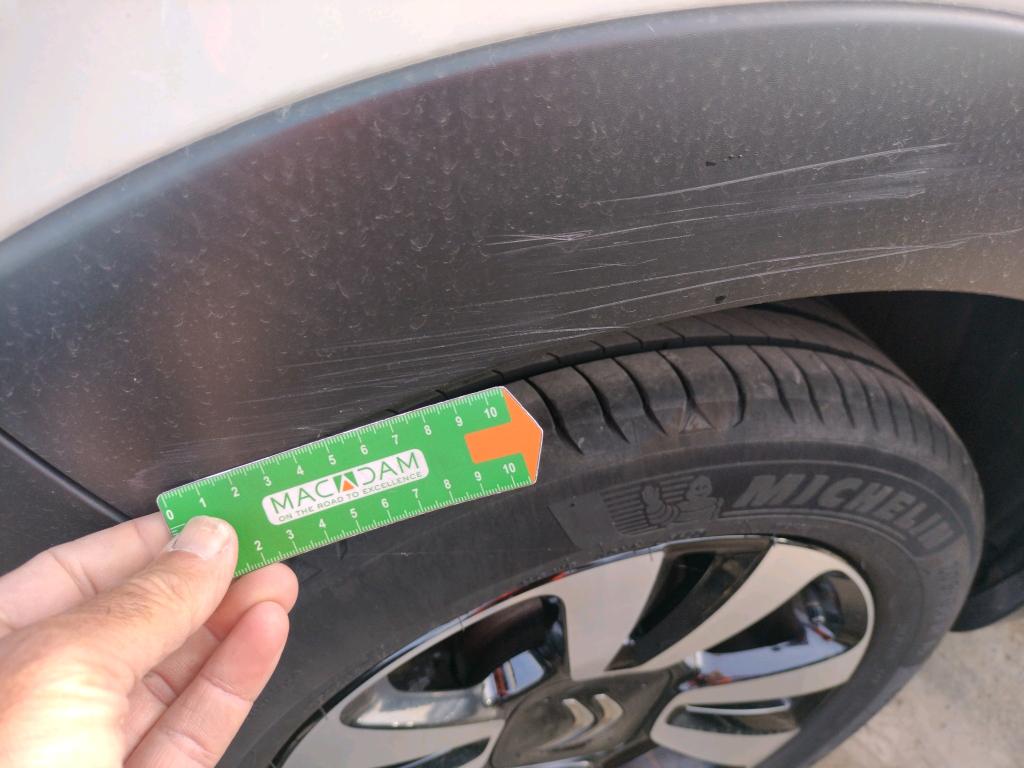 0 1 2 3 4 5 6 7 8 9 10
MACADAM
ON THE ROAD TO EXCELLENCE
2 3 4 5 6 7 8 9 10
MICHELIN